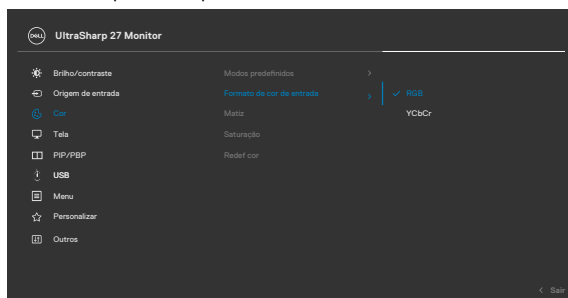 DELL UltraSharp 27 Monitor
Brilho/contraste Modos predefinidos >
Origem de entrada Formato de cor de entrada > ✓ RGB
Cor Matiz YCbCr
Tela Saturação
PIP/PBP Redef cor
USB
Menu
Personalizar
Outros
< Sair